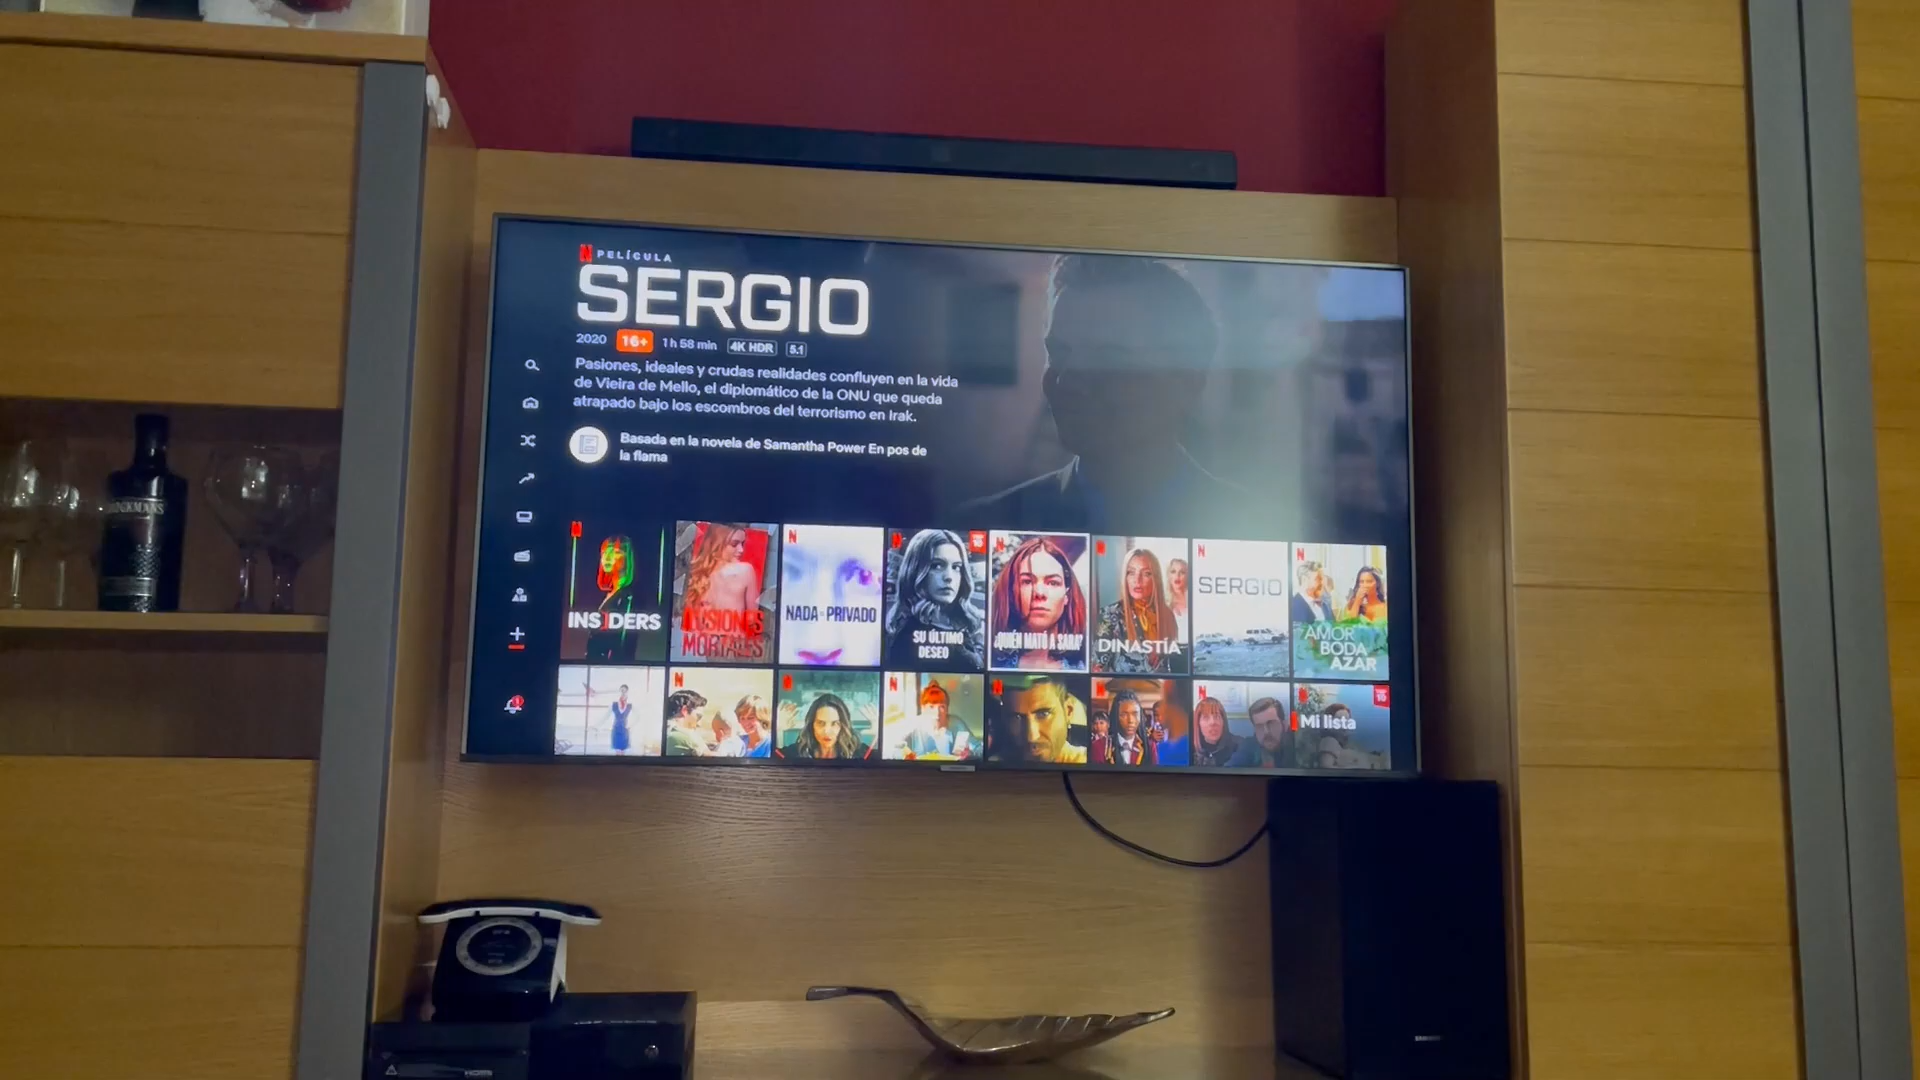 PELÍCULA
SERGIO
2020 16+ 1 h 58 min 4K HDR 5.1
Pasiones, ideales y crudas realidades confluyen en la vida
de Vieira de Mello, el diplomático de la ONU que queda
atrapado bajo los escombros del terrorismo en Irak.
Basada en la novela de Samantha Power En pos de
la flama
INSIDERS
ILUSIONES
MORTALES
NADA ES PRIVADO
SU ÚLTIMO
DESEO
¿QUIÉN MATÓ A SARA?
DINASTÍA
SERGIO
AMOR
BODA
AZAR
Mi lista
SAMSUNG
HDMI